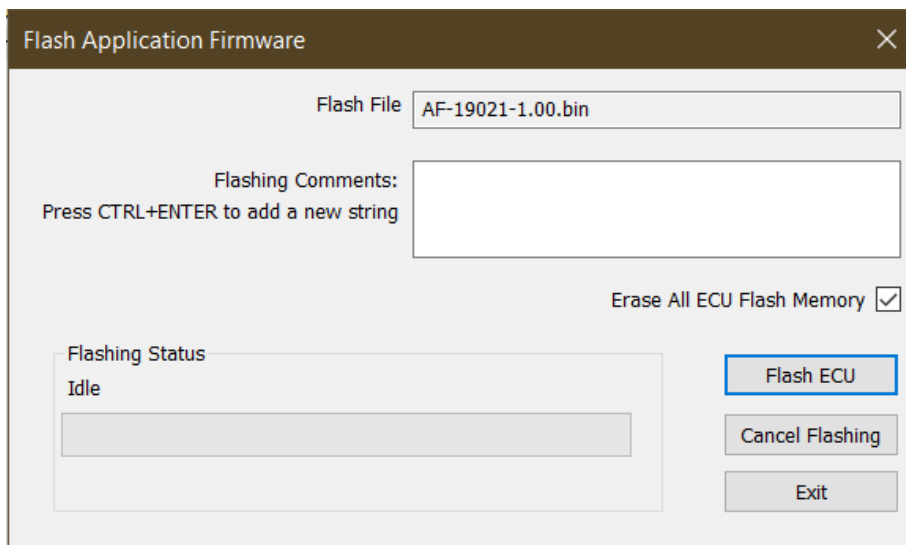 Flash Application Firmware
Flash File
AF-19021-1.00.bin
Flashing Comments:
Press CTRL+ENTER to add a new string
Erase All ECU Flash Memory
Flashing Status
Idle
Flash ECU
Cancel Flashing
Exit